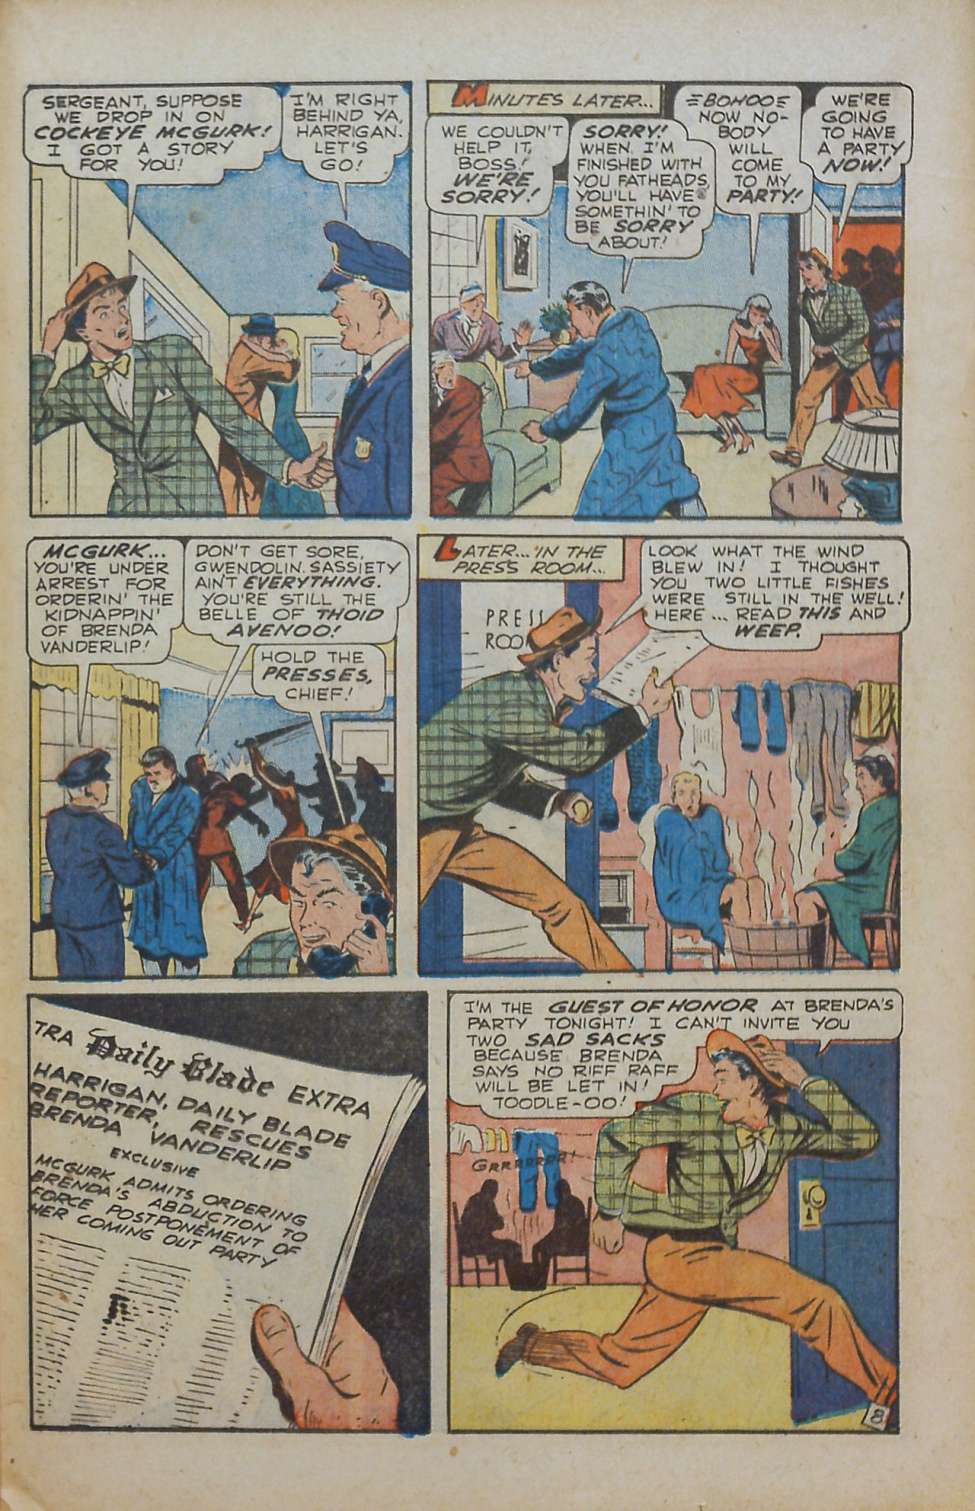 SERGEANT, SUPPOSE
WE DROP IN ON
COCKEYE McGURK!
I GOT A STORY
FOR YOU!
I'M RIGHT
BEHIND YA,
HARRIGAN.
LET'S
GO!
MINUTES LATER...
WE COULDN'T
HELP IT,
BOSS!
WE'RE
SORRY!
SORRY!
WHEN I'M
FINISHED WITH
YOU FATHEADS,
YOU'LL HAVE
SOMETHIN' TO
BE SORRY
ABOUT!
BOHOO
NOW NO-
BODY
WILL
COME
TO MY
PARTY!
WE'RE
GOING
TO HAVE
A PARTY
NOW!
McGURK...
YOU'RE UNDER
ARREST FOR
ORDERIN' THE
KIDNAPPIN'
OF BRENDA
VANDERLIP!
DON'T GET SORE,
GWENDOLIN. SASSIETY
AIN'T EVERYTHING.
YOU'RE STILL THE
BELLE OF THOID
AVENOO!
HOLD THE
PRESSES,
CHIEF!
LATER... IN THE
PRESS ROOM...
LOOK WHAT THE WIND
BLEW IN! I THOUGHT
YOU TWO LITTLE FISHES
WERE STILL IN THE WELL!
HERE ... READ THIS AND
WEEP.
PRESS
ROO
TRA Daily Blade EXTRA
HARRIGAN, DAILY BLADE
REPORTER, RESCUES
BRENDA VANDERLIP
EXCLUSIVE
McGURK ADMITS ORDERING
BRENDA'S ABDUCTION TO
FORCE POSTPONEMENT OF
HER COMING OUT PARTY
I'M THE GUEST OF HONOR AT BRENDA'S
PARTY TONIGHT! I CAN'T INVITE YOU
TWO SAD SACKS
BECAUSE BRENDA
SAYS NO RIFF RAFF
WILL BE LET IN!
TOODLE-OO!
GRRRRRRR!
8